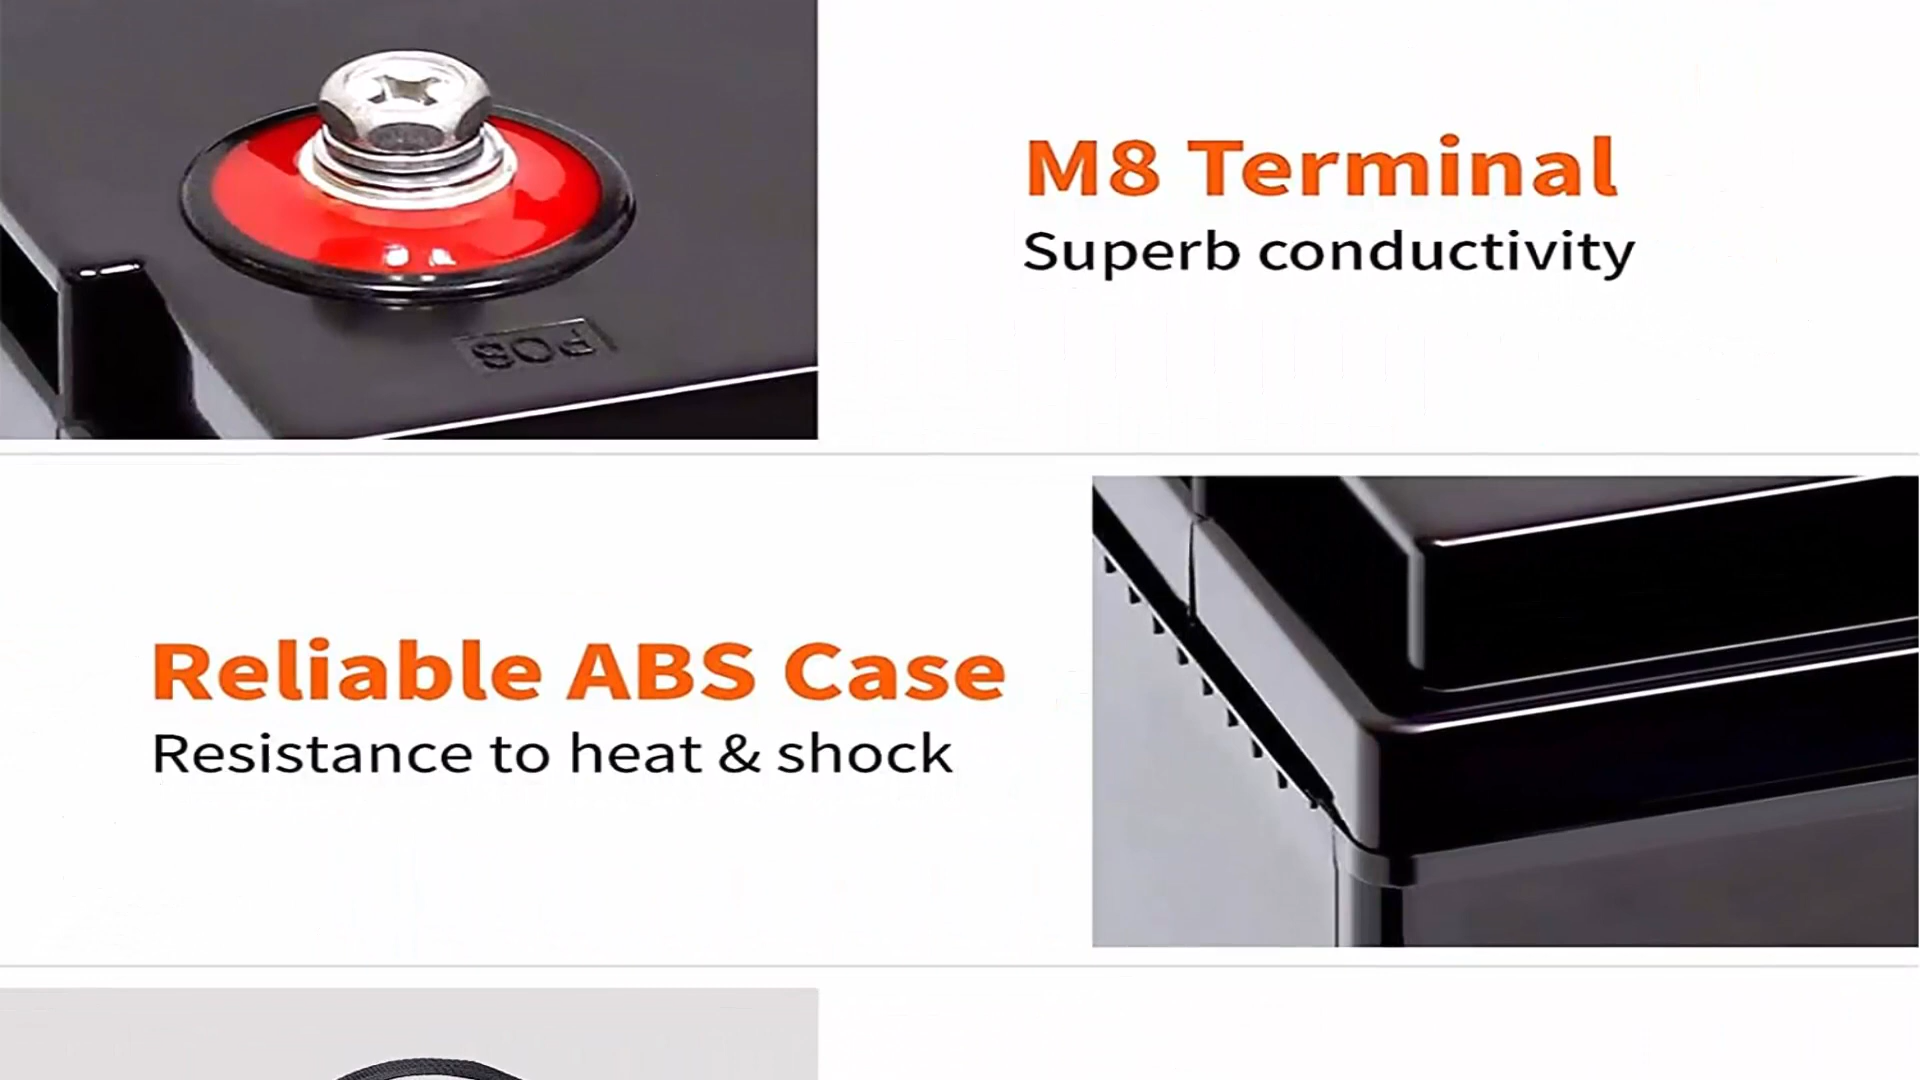 POS
M8 Terminal
Superb conductivity
Reliable ABS Case
Resistance to heat & shock